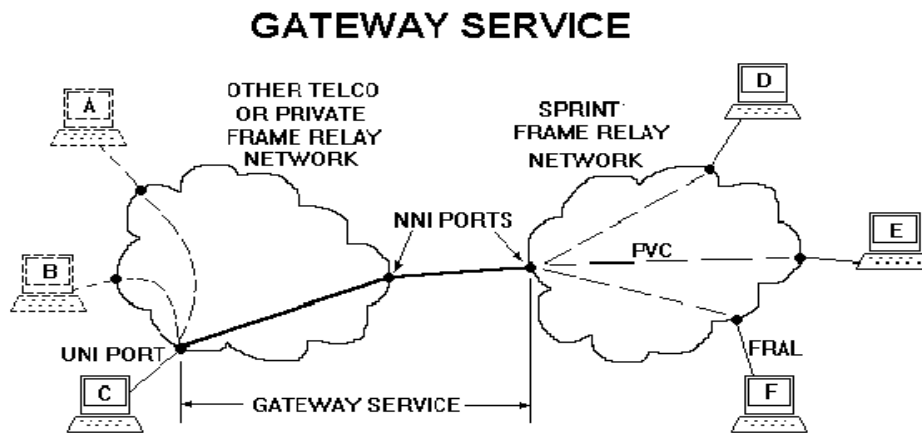 GATEWAY SERVICE
OTHER TELCO
OR PRIVATE
FRAME RELAY
NETWORK
SPRINT
FRAME RELAY
NETWORK
A
D
NNI PORTS
E
B
PVC
UNI PORT
FRAL
C
GATEWAY SERVICE
F